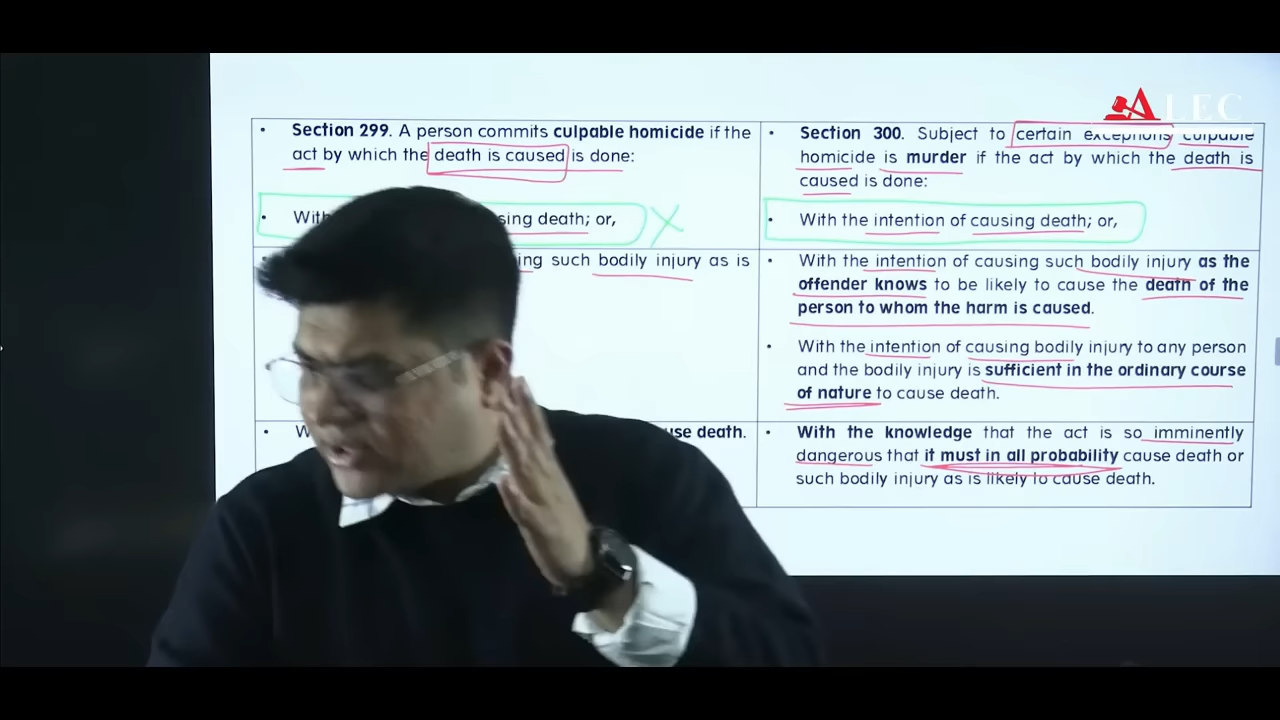 ALEC
Section 299. A person commits culpable homicide if the
act by which the death is caused is done:
causing death; or,
such bodily injury as is
cause death.
Section 300. Subject to certain exceptions culpable
homicide is murder if the act by which the death is
caused is done:
With the intention of causing death; or,
With the intention of causing such bodily injury as the
offender knows to be likely to cause the death of the
person to whom the harm is caused.
With the intention of causing bodily injury to any person
and the bodily injury is sufficient in the ordinary course
of nature to cause death.
With the knowledge that the act is so imminently
dangerous that it must in all probability cause death or
such bodily injury as is likely to cause death.